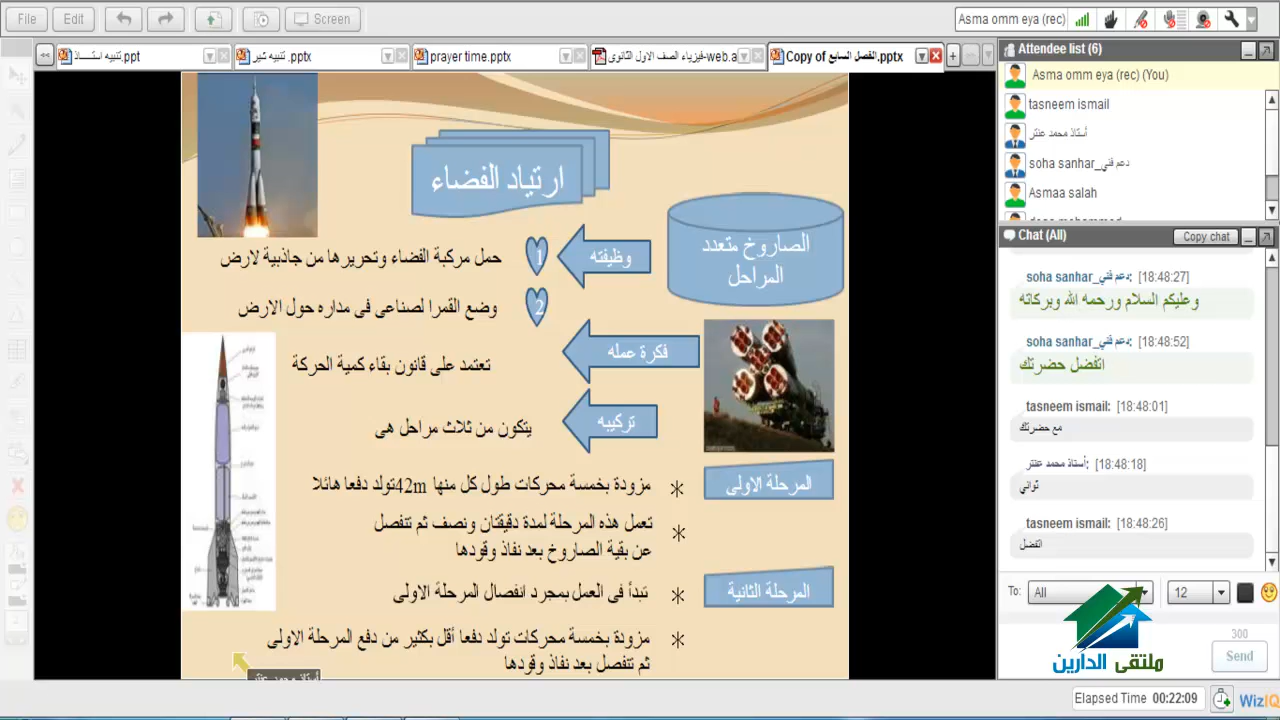 File
Edit
Screen
Asma omm eya (rec)
تنبيه استـــاذ.ppt
تنبيه تير.pptx
prayer time.pptx
فيزياء الصف الاول الثانوى-web.a
Copy of الفصل السابع.pptx
ارتياد الفضاء
الصاروخ متعدد
المراحل
وظيفته
1
حمل مركبة الفضاء وتحريرها من جاذبية لارض
2
وضع القمرا لصناعى فى مداره حول الارض
فكرة عمله
تعتمد على قانون بقاء كمية الحركة
تركيبه
يتكون من ثلاث مراحل هى
المرحلة الاولى
* مزودة بخمسة محركات طول كل منها 42mتولد دفعا هائلا
* تعمل هذه المرحلة لمدة دقيقتان ونصف ثم تنفصل
عن بقية الصاروخ بعد نفاذ وقودها
المرحلة الثانية
* تبدأ فى العمل بمجرد انفصال المرحلة الاولى
* مزودة بخمسة محركات تولد دفعا أقل بكثير من دفع المرحلة الاولى
ثم تنفصل بعد نفاذ وقودها
أستاذ محمد عنتر
Attendee list (6)
Asma omm eya (rec) (You)
tasneem ismail
أستاذ محمد عنتر
soha sanhar_دعم فني
Asmaa salah
Chat (All)
Copy chat
soha sanhar_دعم فني: [18:48:27]
وعليكم السلام ورحمه الله وبركاته
soha sanhar_دعم فني: [18:48:52]
اتفضل حضرتك
tasneem ismail: [18:48:01]
مع حضرتك
أستاذ محمد عنتر: [18:48:18]
ثواني
tasneem ismail: [18:48:26]
اتفضل
To: All
12
300
Send
ملتقى الدارين
Elapsed Time 00:22:09
WizIQ